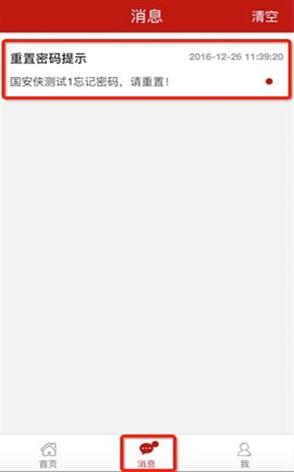 消息
清空
重置密码提示
2016-12-26 11:39:20
国安侠测试1忘记密码，请重置！
首页
消息
我